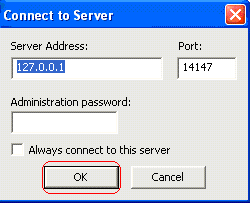 Connect to Server
Server Address: Port:
127.0.0.1 14147
Administration password:
Always connect to this server
OK Cancel